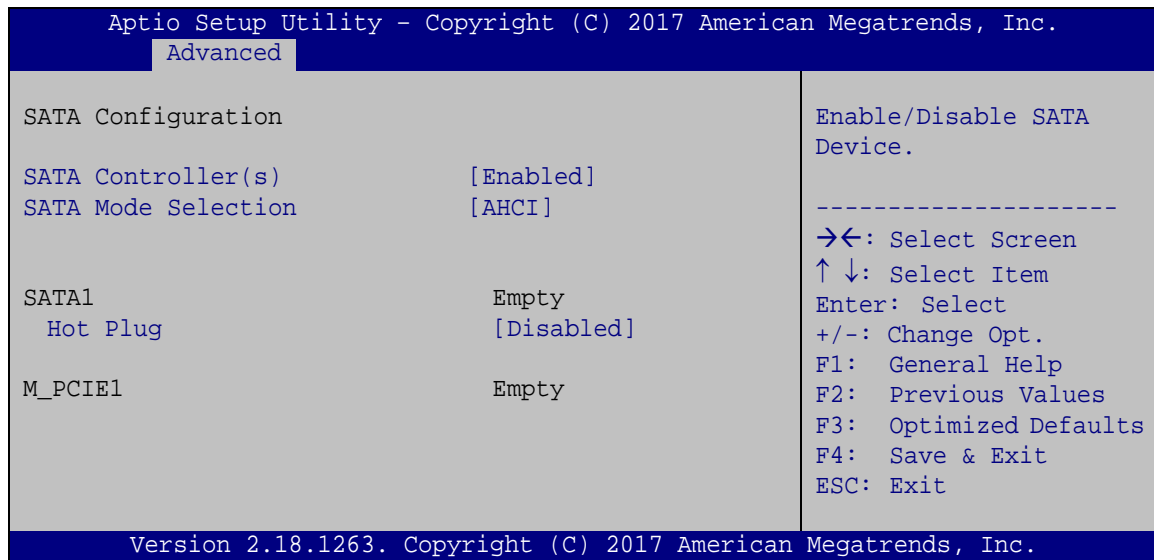 Aptio Setup Utility – Copyright (C) 2017 American Megatrends, Inc.
Advanced
SATA Configuration
SATA Controller(s) [Enabled]
SATA Mode Selection [AHCI]
SATA1 Empty
Hot Plug [Disabled]
M_PCIE1 Empty
Enable/Disable SATA
Device.
---------------------
→←: Select Screen
↑ ↓: Select Item
Enter: Select
+/-: Change Opt.
F1: General Help
F2: Previous Values
F3: Optimized Defaults
F4: Save & Exit
ESC: Exit
Version 2.18.1263. Copyright (C) 2017 American Megatrends, Inc.